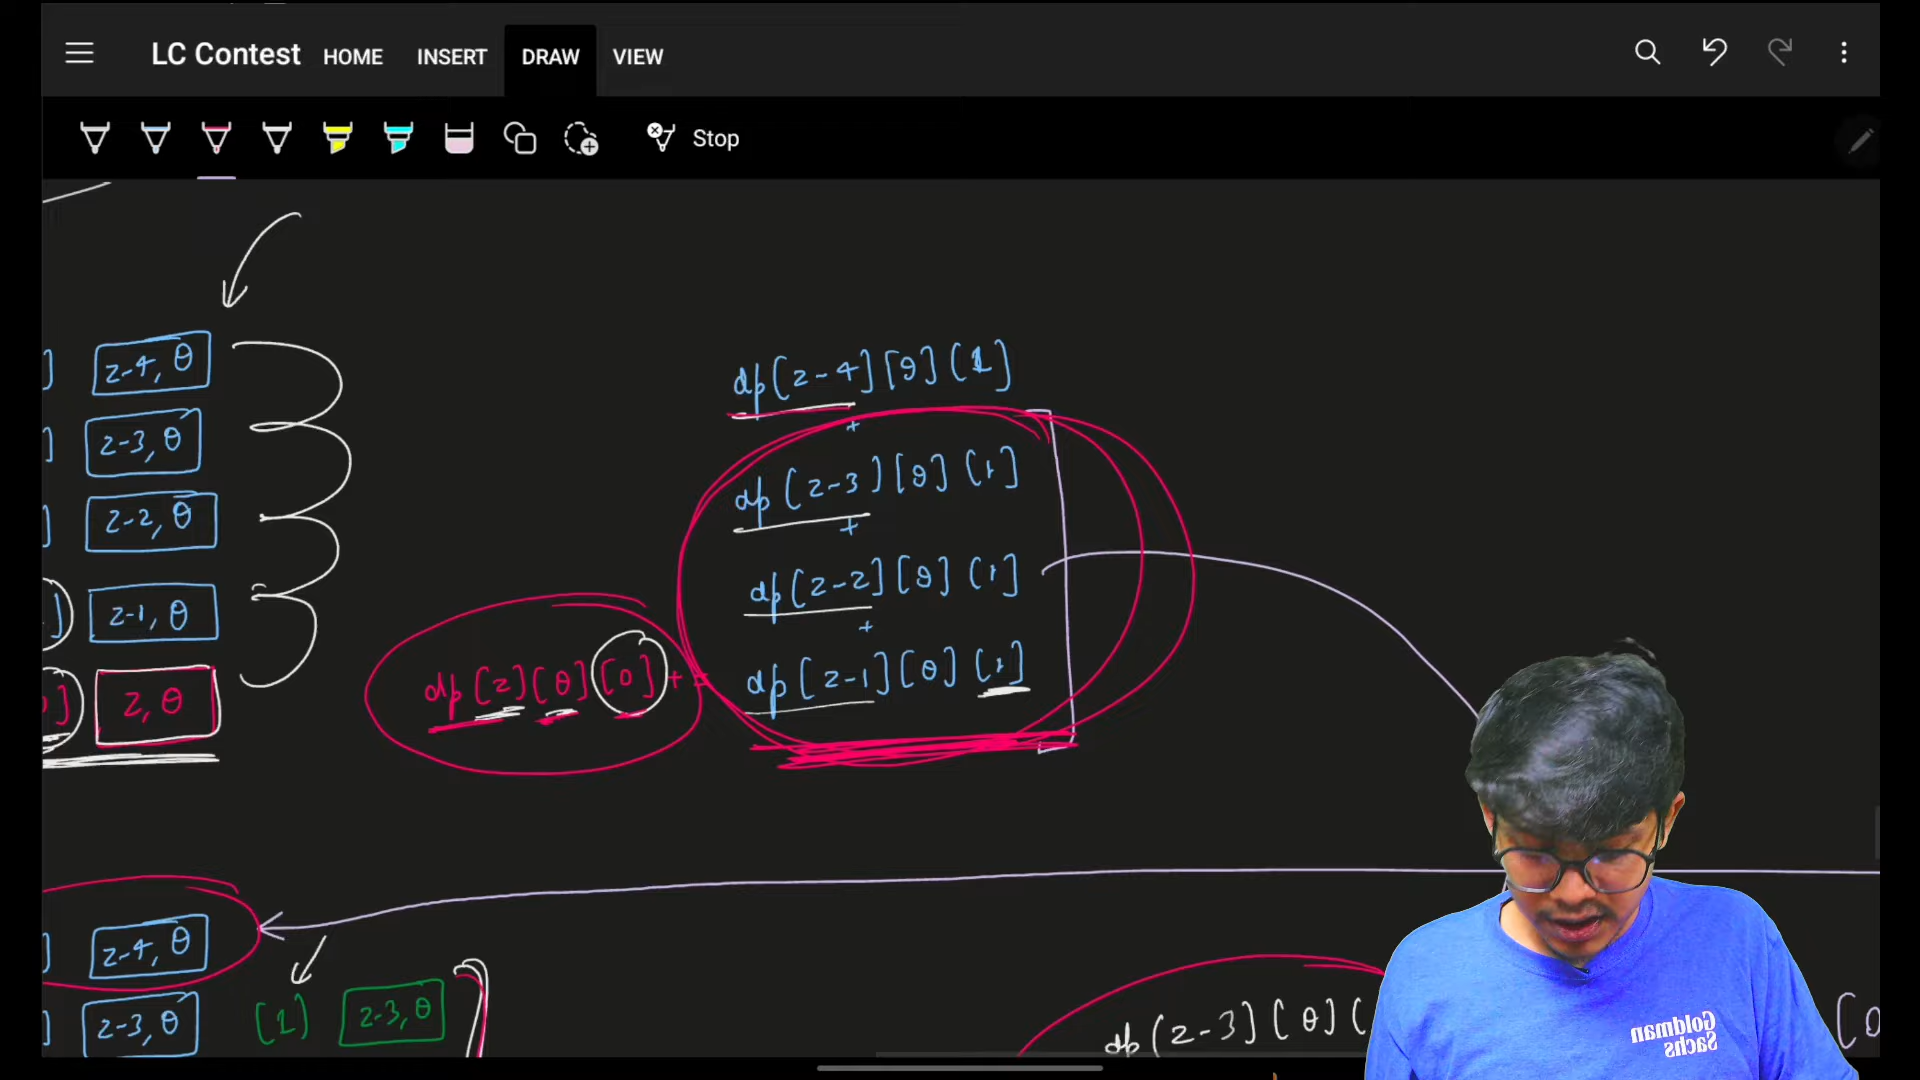 LC Contest HOME INSERT DRAW VIEW
Stop
z-4, θ
z-3, θ
z-2, θ
z-1, θ
z, θ
dp[z-4][θ][1]
+
dp[z-3][θ][1]
+
dp[z-2][θ][1]
+
dp[z][θ][0] += dp[z-1][θ][1]
z-4, θ
z-3, θ [1] z-3, θ
dp[z-3][θ][
Goldman
Sachs